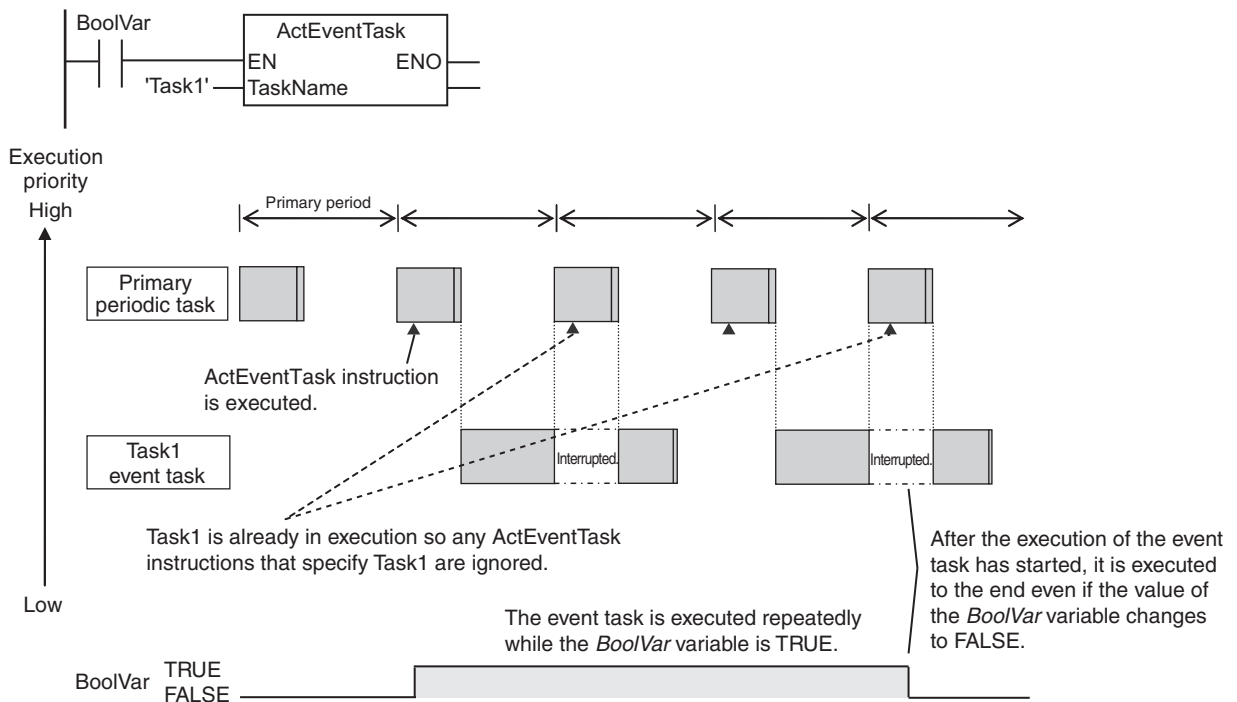 BoolVar
ActEventTask
EN ENO
'Task1' TaskName
Execution
priority
High
Primary period
Primary
periodic task
ActEventTask instruction
is executed.
Task1
event task
Interrupted.
Interrupted.
Task1 is already in execution so any ActEventTask
instructions that specify Task1 are ignored.
After the execution of the event
task has started, it is executed
to the end even if the value of
the BoolVar variable changes
to FALSE.
Low
The event task is executed repeatedly
while the BoolVar variable is TRUE.
BoolVar
TRUE
FALSE